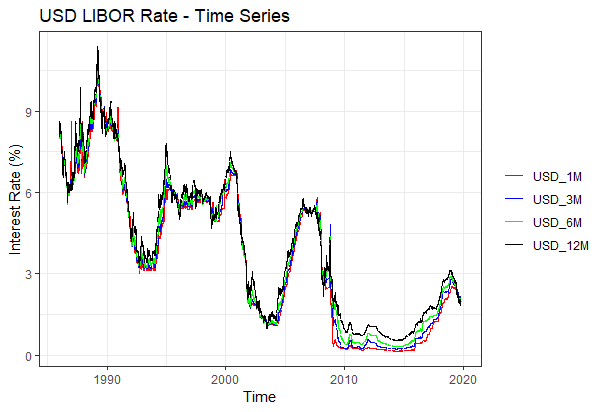 USD LIBOR Rate - Time Series
Interest Rate (%)
9
6
3
0
1990
2000
2010
2020
Time
USD_1M
USD_3M
USD_6M
USD_12M